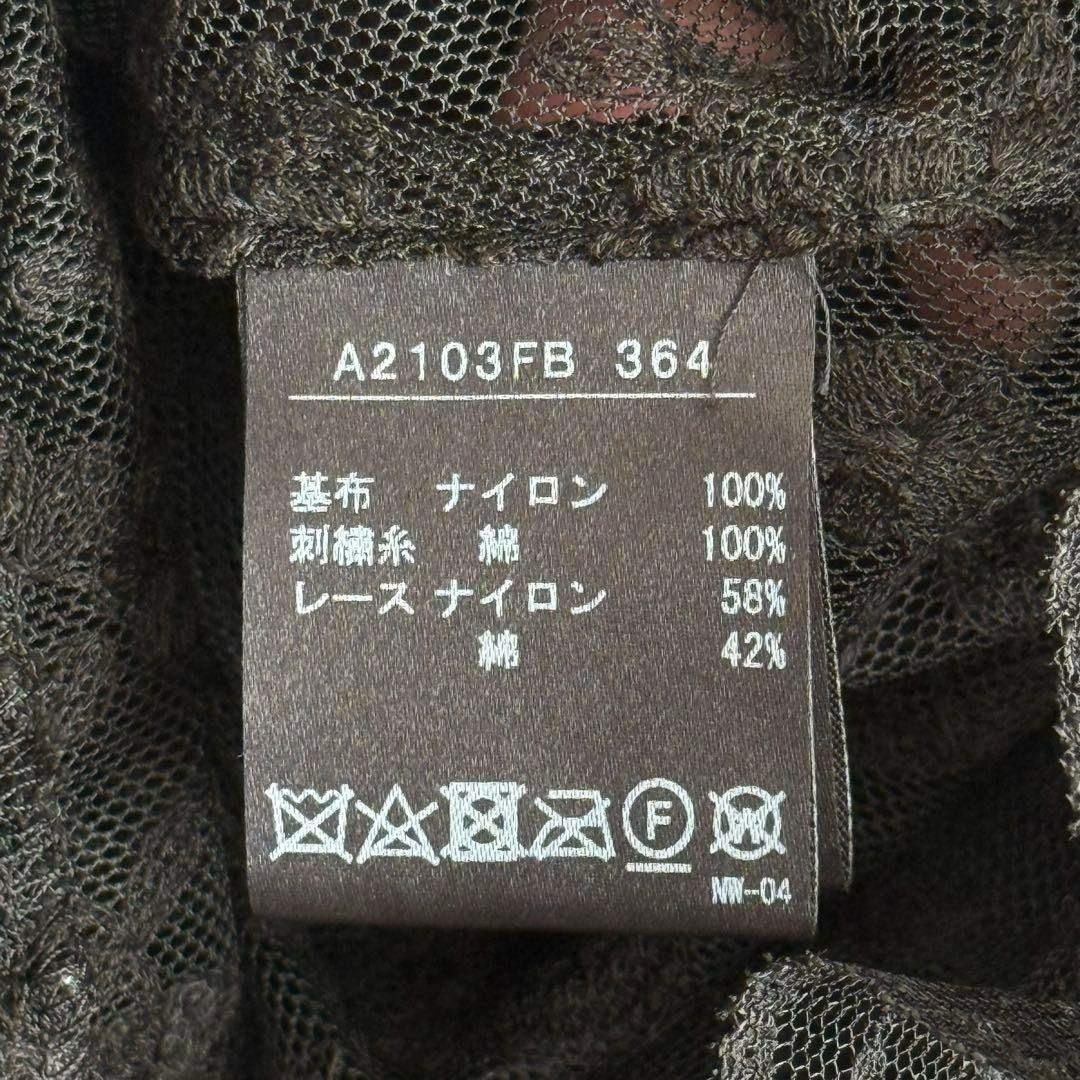 A2103FB 364
基布 ナイロン 100%
刺繍糸 綿 100%
レース ナイロン 58%
綿 42%
F W
NW-04